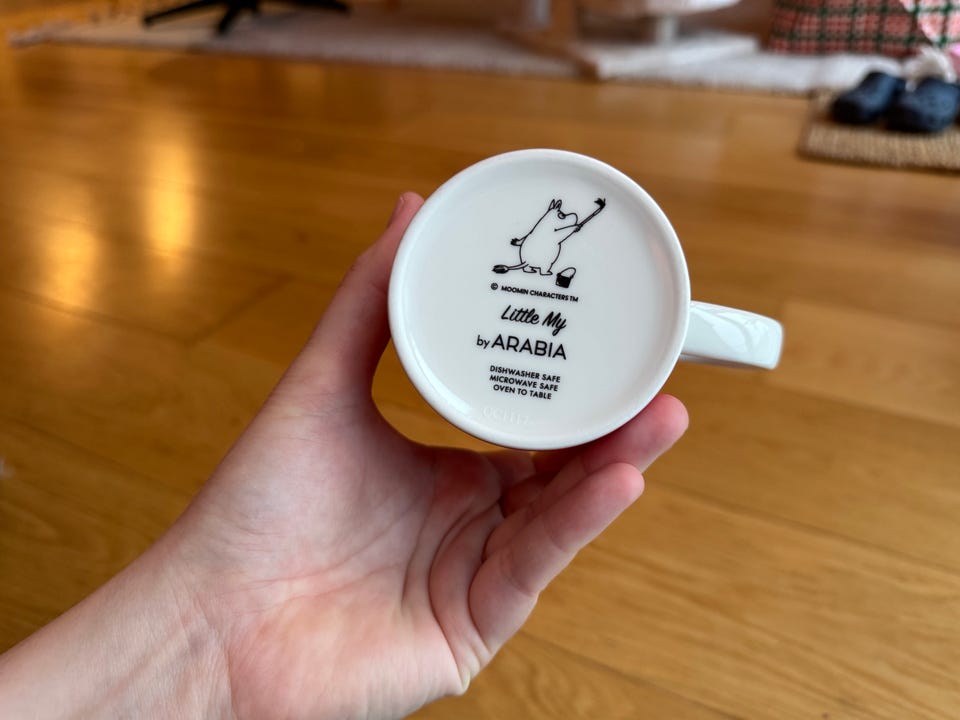 © MOOMIN CHARACTERS TM
Little My
by ARABIA
DISHWASHER SAFE
MICROWAVE SAFE
OVEN TO TABLE